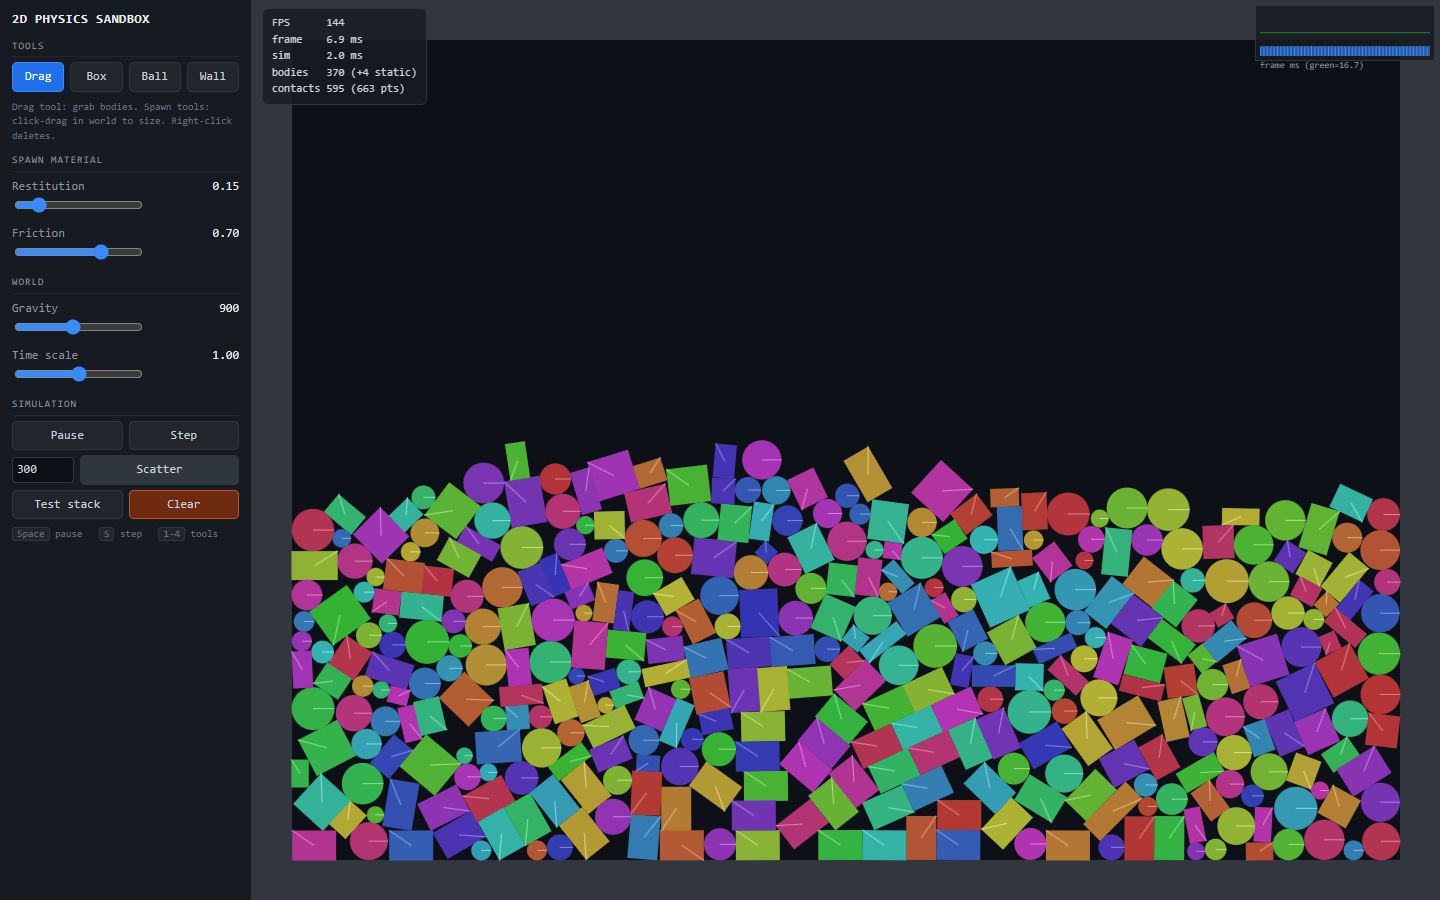 2D PHYSICS SANDBOX
TOOLS
Drag Box Ball Wall
Drag tool: grab bodies. Spawn tools:
click-drag in world to size. Right-click
deletes.
SPAWN MATERIAL
Restitution 0.15
Friction 0.70
WORLD
Gravity 900
Time scale 1.00
SIMULATION
Pause Step
300 Scatter
Test stack Clear
Space pause S step 1-4 tools
FPS 144
frame 6.9 ms
sim 2.0 ms
bodies 370 (+4 static)
contacts 595 (663 pts)
frame ms (green=16.7)